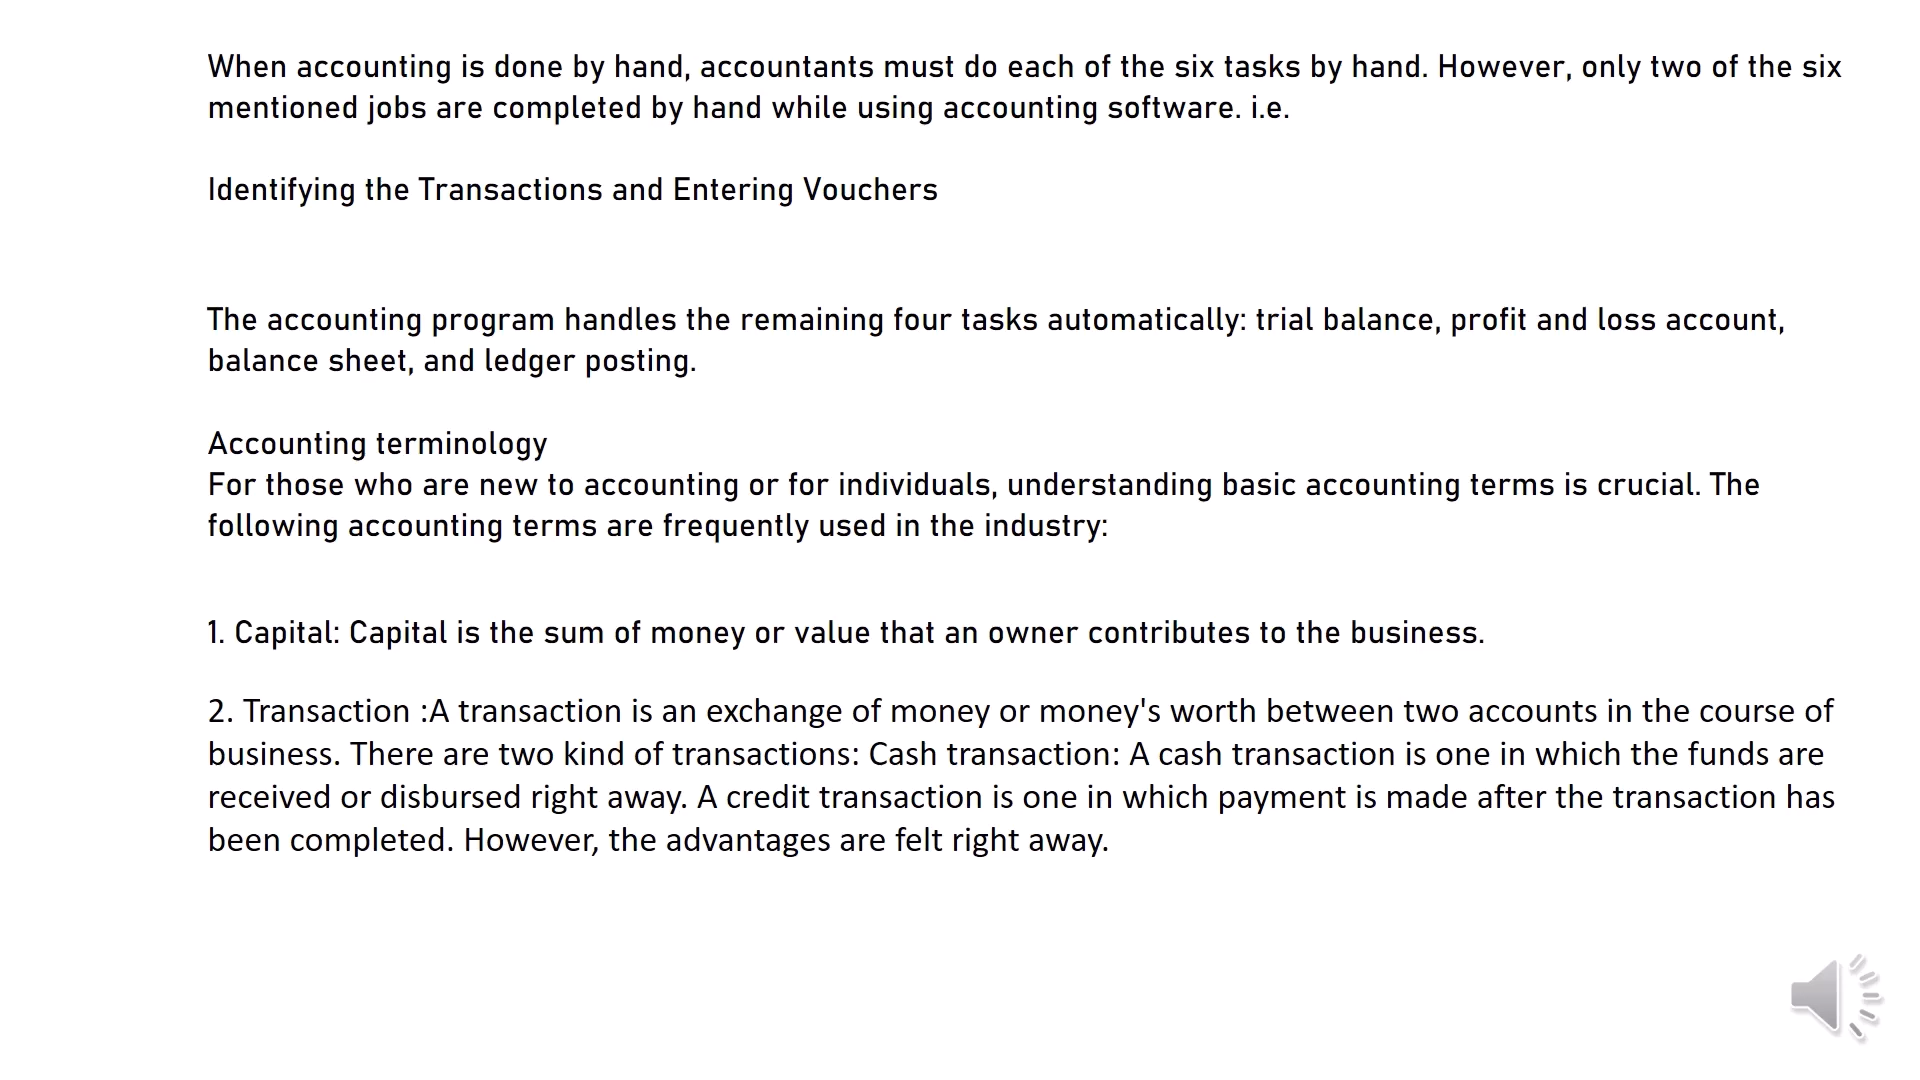 When accounting is done by hand, accountants must do each of the six tasks by hand. However, only two of the six
mentioned jobs are completed by hand while using accounting software. i.e.
Identifying the Transactions and Entering Vouchers
The accounting program handles the remaining four tasks automatically: trial balance, profit and loss account,
balance sheet, and ledger posting.
Accounting terminology
For those who are new to accounting or for individuals, understanding basic accounting terms is crucial. The
following accounting terms are frequently used in the industry:
1. Capital: Capital is the sum of money or value that an owner contributes to the business.
2. Transaction :A transaction is an exchange of money or money's worth between two accounts in the course of
business. There are two kind of transactions: Cash transaction: A cash transaction is one in which the funds are
received or disbursed right away. A credit transaction is one in which payment is made after the transaction has
been completed. However, the advantages are felt right away.